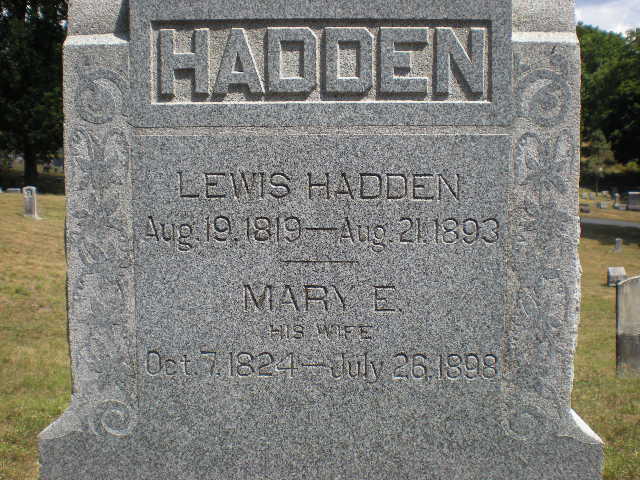 HADDEN
LEWIS HADDEN
Aug. 19. 1819—Aug. 21. 1893
MARY E.
HIS WIFE
Oct. 7. 1824—July 26, 1898